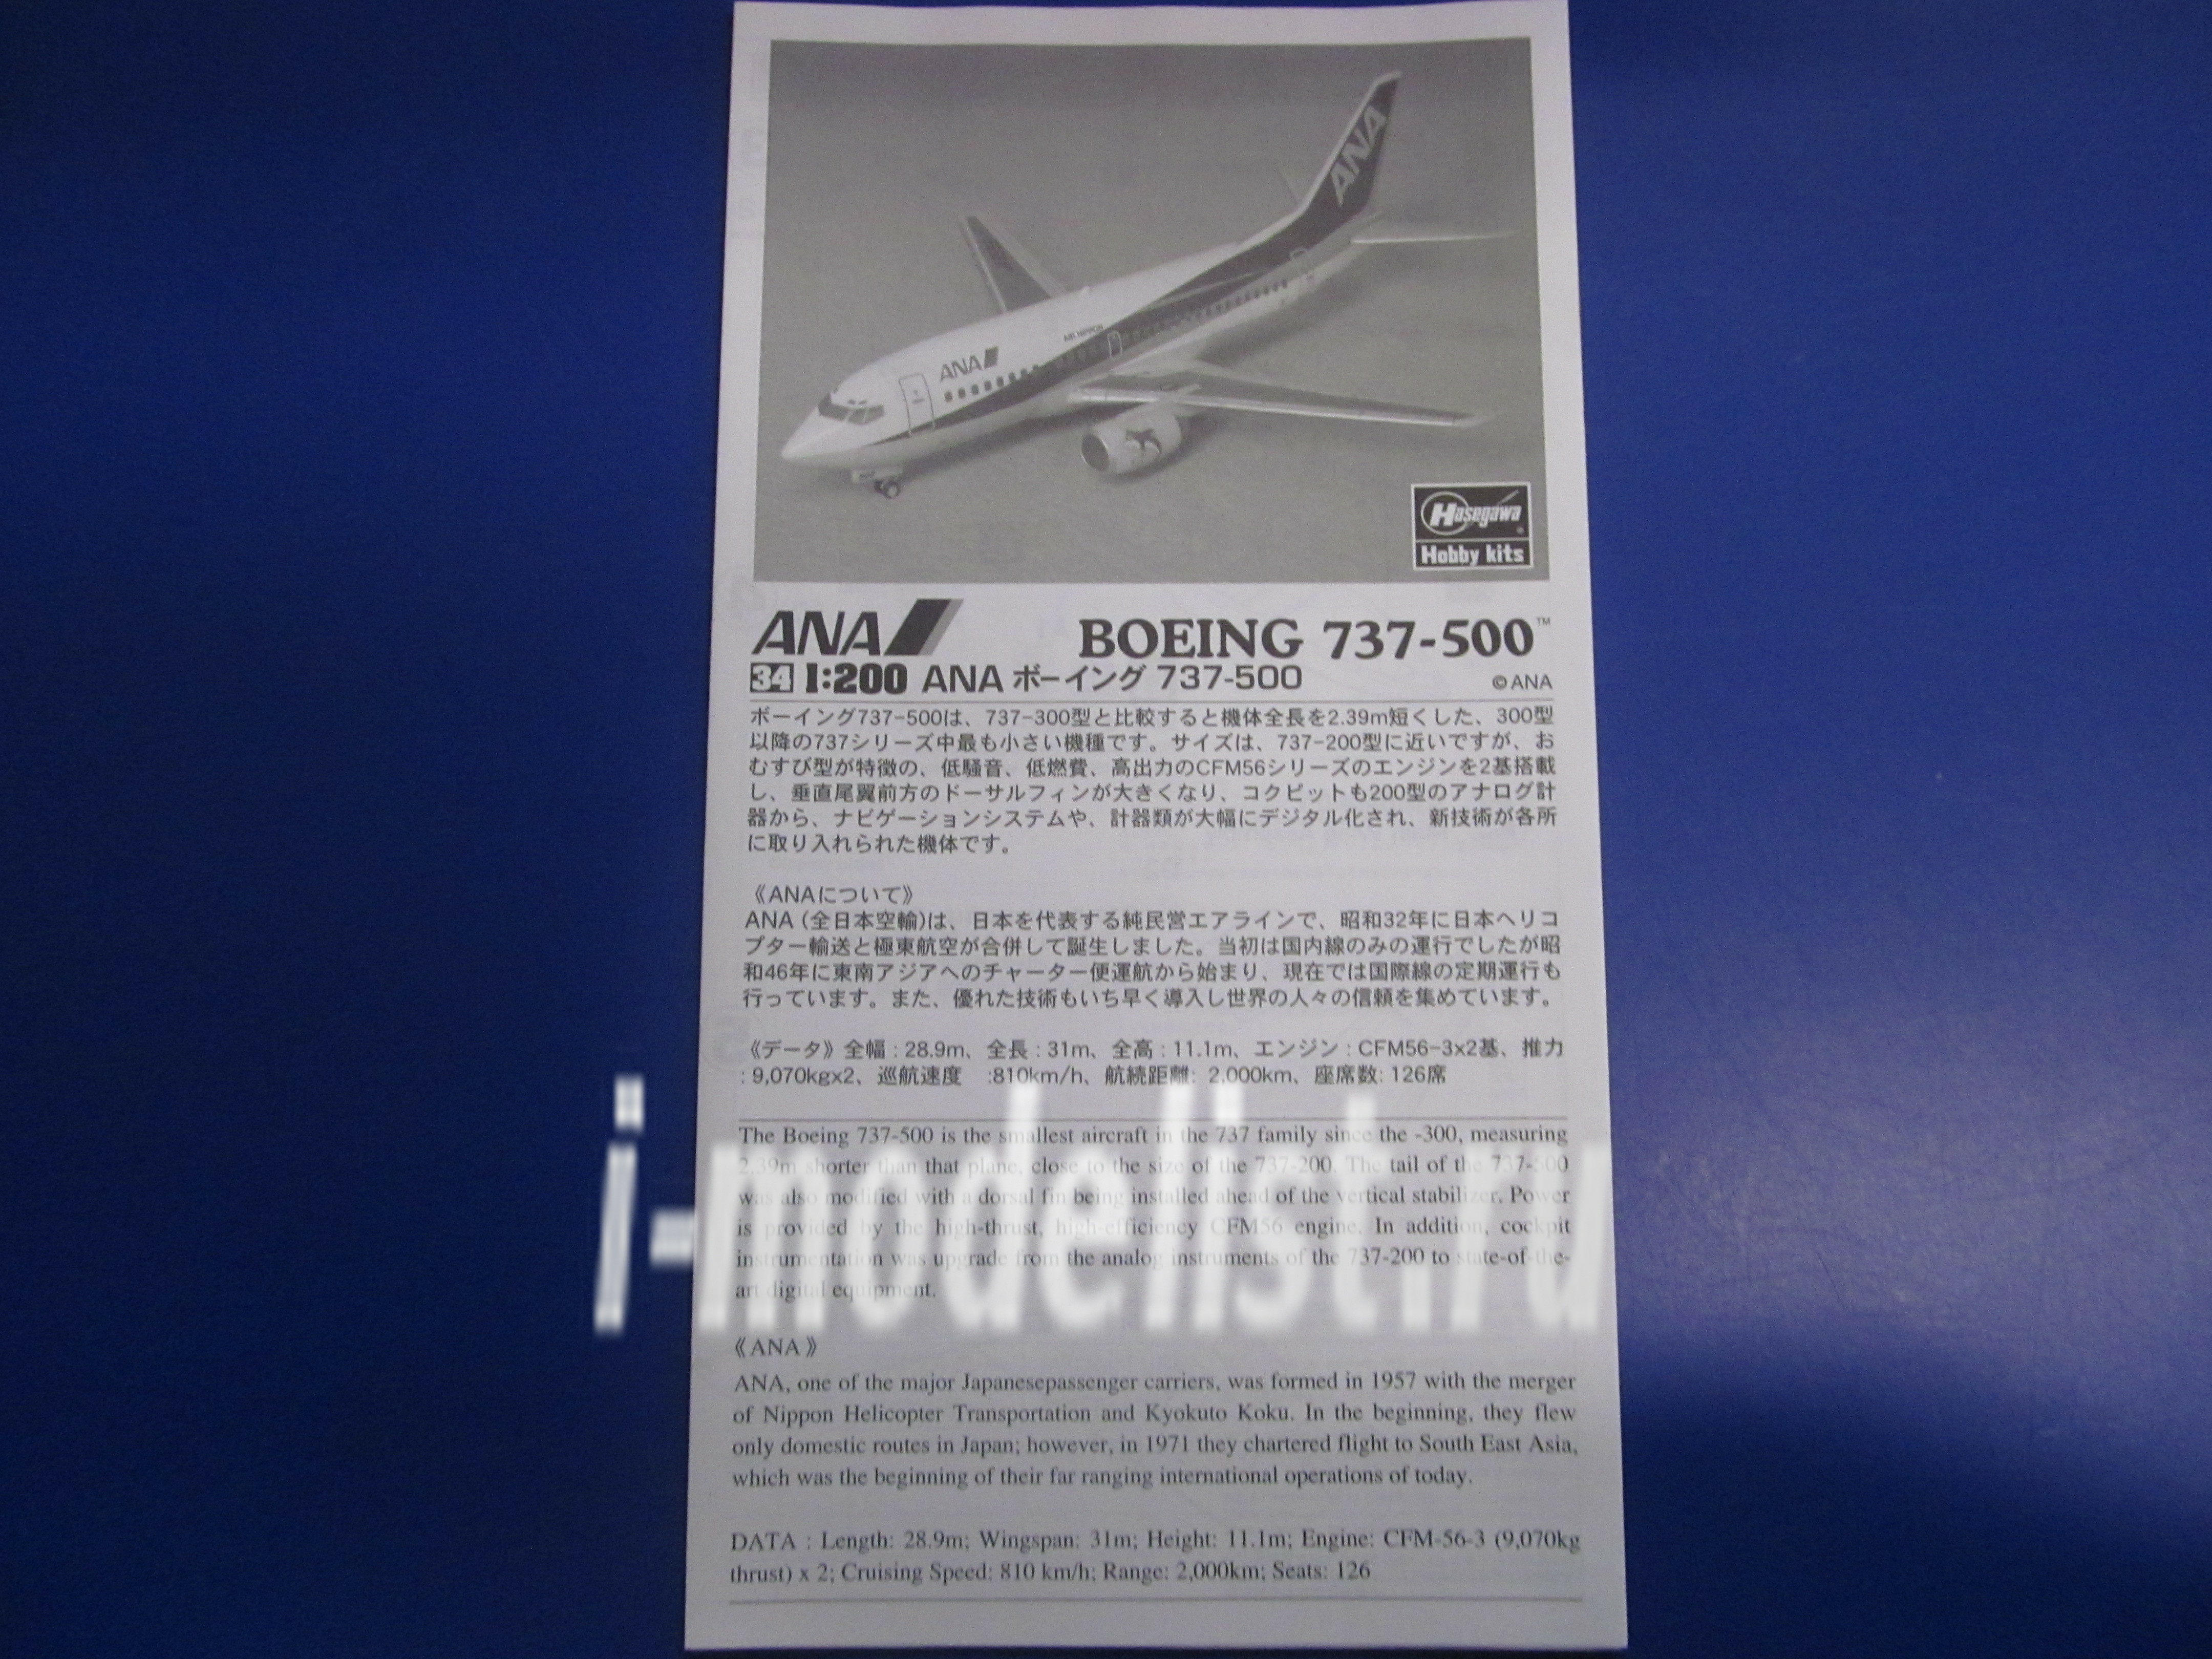 ANA
AIR NIPPON
ANA
Hasegawa
Hobby kits
ANA BOEING 737-500™
34 1:200 ANA ボーイング 737-500 ©ANA
ボーイング737-500は、737-300型と比較すると機体全長を2.39m短くした、300型
以降の737シリーズ中最も小さい機種です。サイズは、737-200型に近いですが、お
むすび型が特徴の、低騒音、低燃費、高出力のCFM56シリーズのエンジンを2基搭載
し、垂直尾翼前方のドーサルフィンが大きくなり、コクピットも200型のアナログ計
器から、ナビゲーションシステムや、計器類が大幅にデジタル化され、新技術が各所
に取り入れられた機体です。
《ANAについて》
ANA (全日本空輸)は、日本を代表する純民営エアラインで、昭和32年に日本ヘリコ
プター輸送と極東航空が合併して誕生しました。当初は国内線のみの運行でしたが昭
和46年に東南アジアへのチャーター便運航から始まり、現在では国際線の定期運行も
行っています。また、優れた技術もいち早く導入し世界の人々の信頼を集めています。
《データ》全幅 : 28.9m、全長 : 31m、全高 : 11.1m、エンジン : CFM56-3x2基、推力
: 9,070kgx2、巡航速度 :810km/h、航続距離: 2,000km、座席数: 126席
The Boeing 737-500 is the smallest aircraft in the 737 family since the -300, measuring
2.39m shorter than that plane, close to the size of the 737-200. The tail of the 737-500
was also modified with a dorsal fin being installed ahead of the vertical stabilizer. Power
is provided by the high-thrust, high-efficiency CFM56 engine. In addition, cockpit
instrumentation was upgrade from the analog instruments of the 737-200 to state-of-the-
art digital equipment.
《ANA》
ANA, one of the major Japanesepassenger carriers, was formed in 1957 with the merger
of Nippon Helicopter Transportation and Kyokuto Koku. In the beginning, they flew
only domestic routes in Japan; however, in 1971 they chartered flight to South East Asia,
which was the beginning of their far ranging international operations of today.
DATA : Length: 28.9m; Wingspan: 31m; Height: 11.1m; Engine: CFM-56-3 (9,070kg
thrust) x 2; Cruising Speed: 810 km/h; Range: 2,000km; Seats: 126
i-modelist.ru